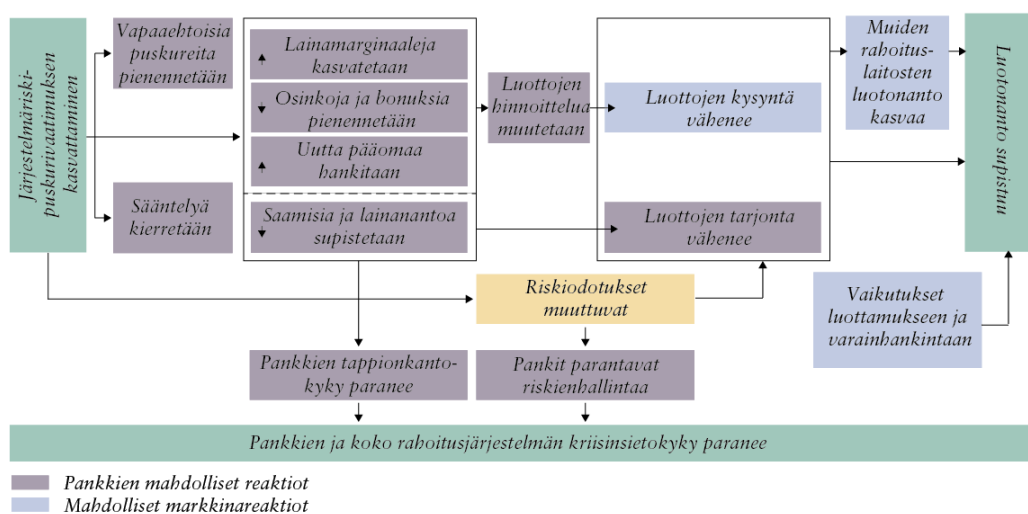 Järjestelmäriski-
puskurivaatimuksen
kasvattaminen
Vapaaehtoisia
puskureita
pienennetään
Sääntelyä
kierretään
Lainamarginaaleja
kasvatetaan
Osinkoja ja bonuksia
pienennetään
Uutta pääomaa
hankitaan
Saamisia ja lainanantoa
supistetaan
Luottojen
hinnoittelua
muutetaan
Luottojen kysyntä
vähenee
Luottojen tarjonta
vähenee
Muiden
rahoitus-
laitosten
luotonanto
kasvaa
Luotonanto supistuu
Riskiodotukset
muuttuvat
Vaikutukset
luottamukseen ja
varainhankintaan
Pankkien tappionkanto-
kyky paranee
Pankit parantavat
riskienhallintaa
Pankkien ja koko rahoitusjärjestelmän kriisinsietokyky paranee
Pankkien mahdolliset reaktiot
Mahdolliset markkinareaktiot